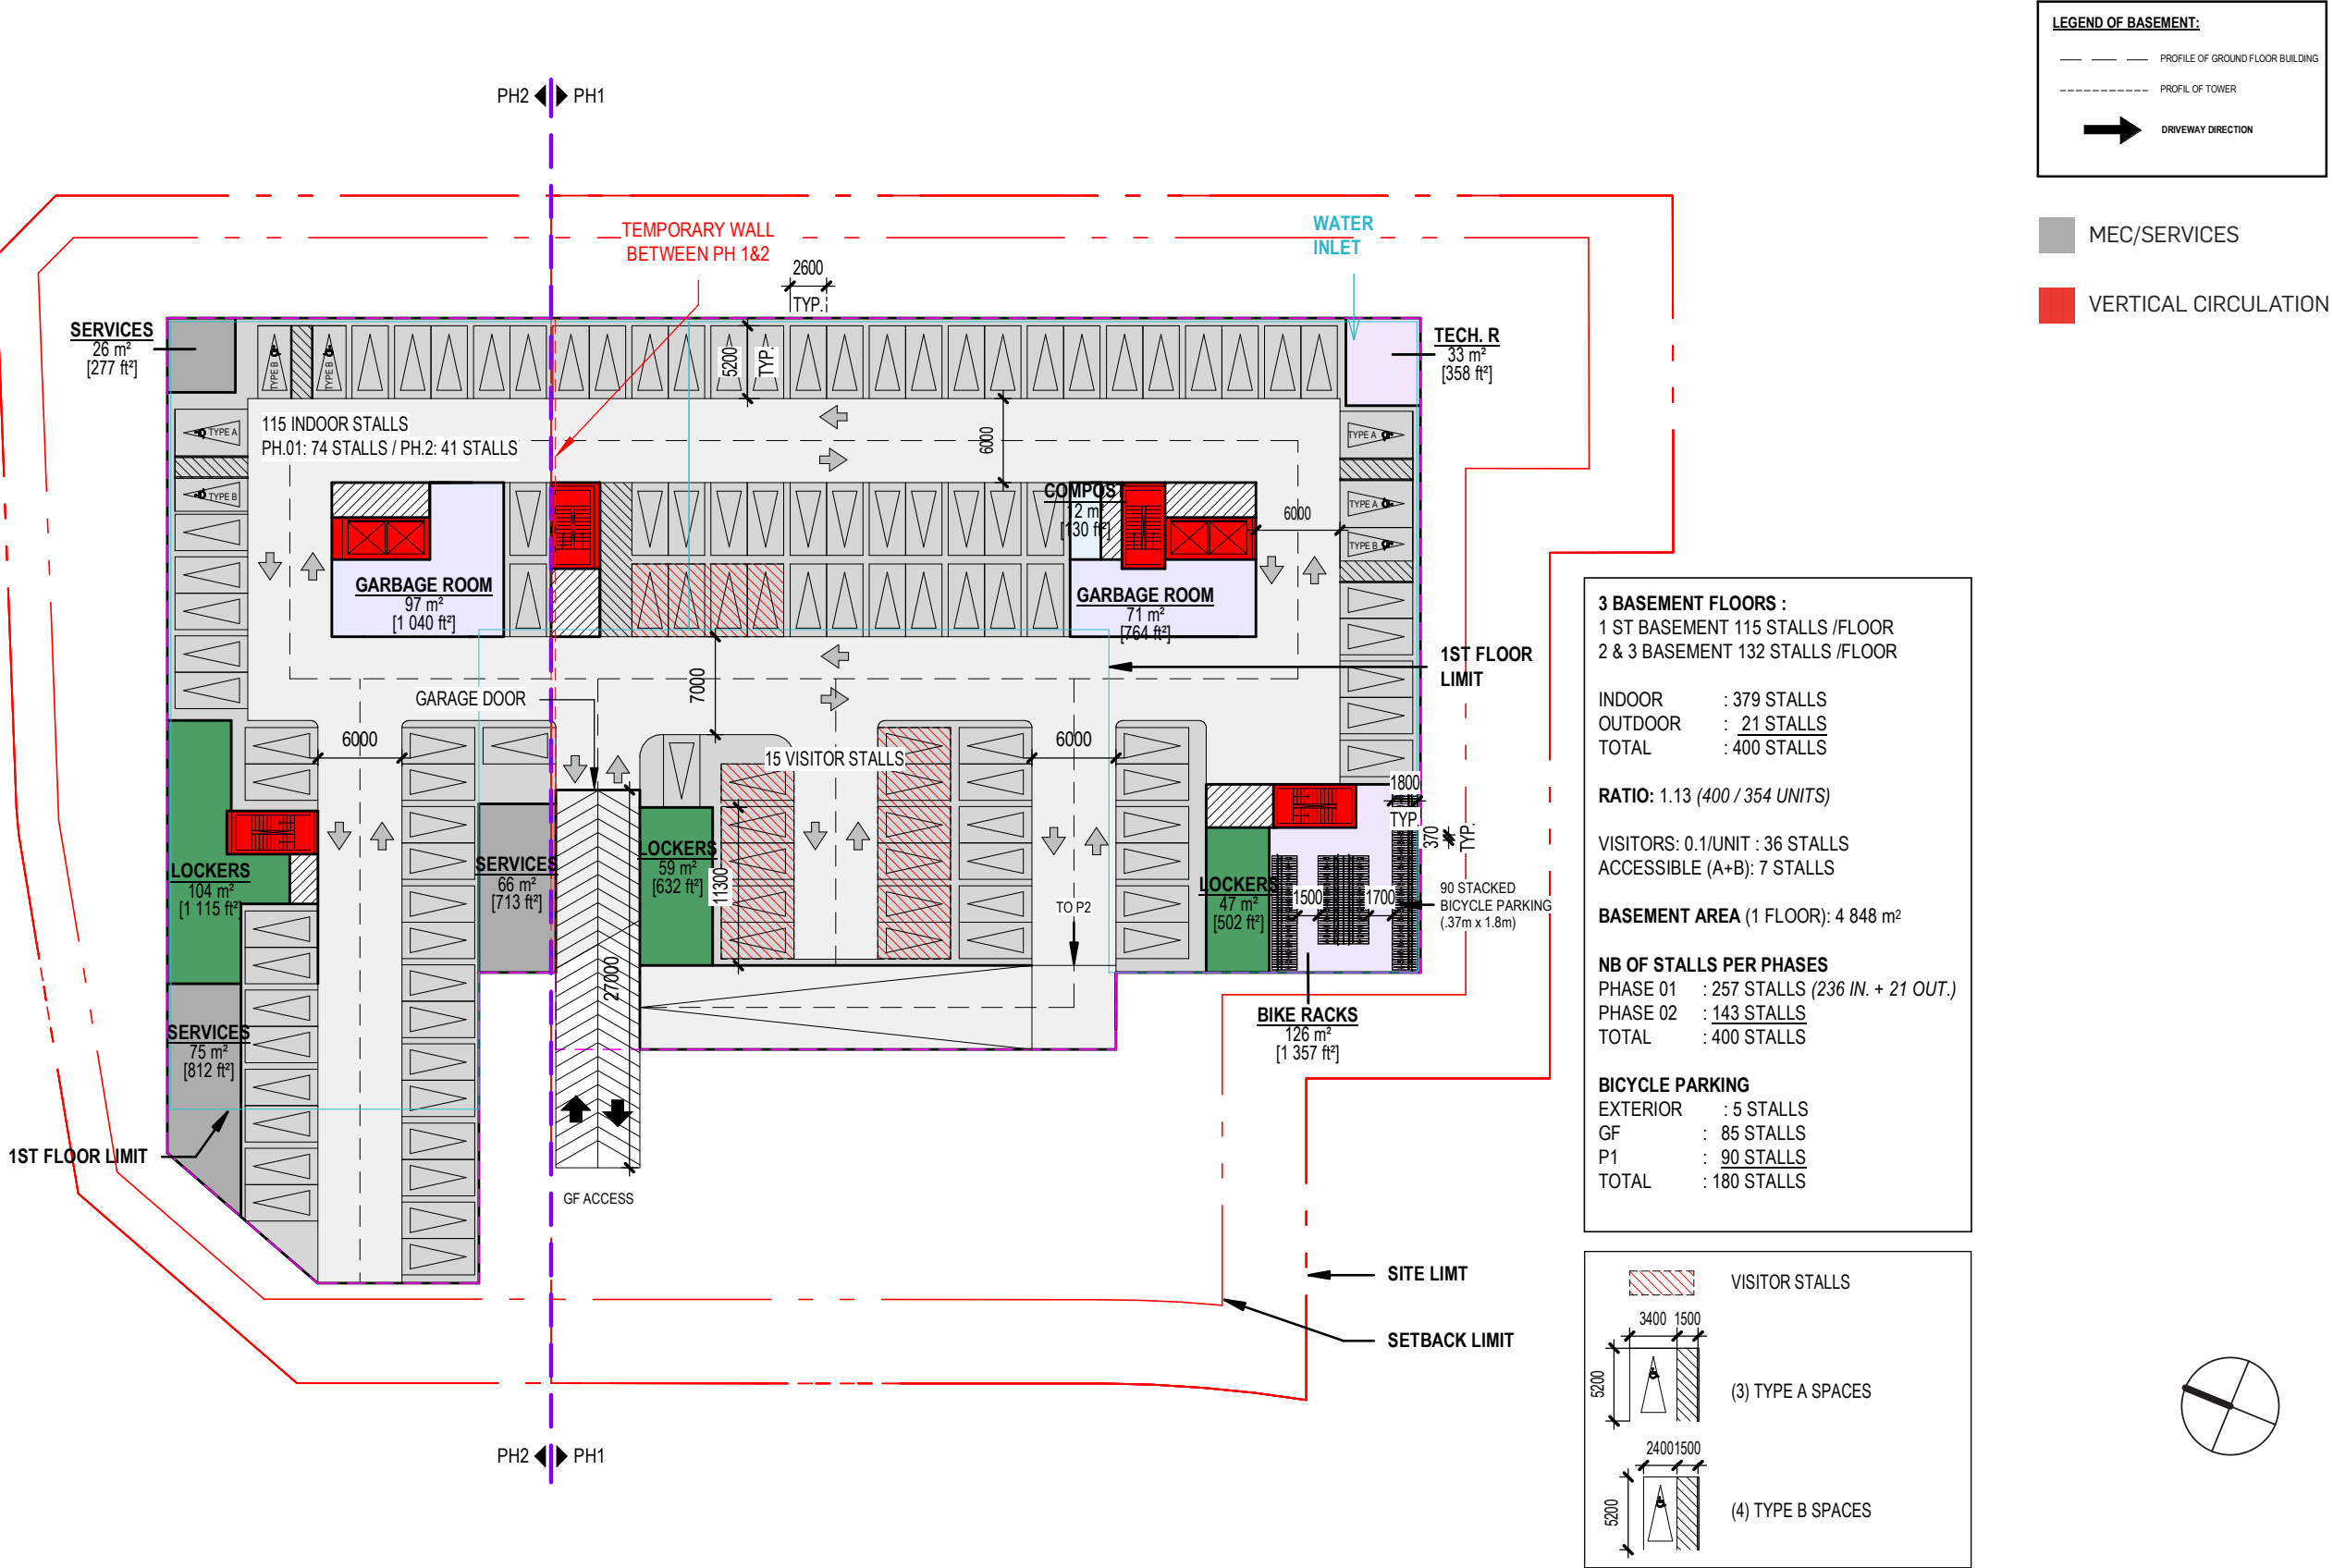 LEGEND OF BASEMENT:
PROFILE OF GROUND FLOOR BUILDING
PROFIL OF TOWER
DRIVEWAY DIRECTION
MEC/SERVICES
VERTICAL CIRCULATION
PH2
PH1
TEMPORARY WALL
BETWEEN PH 1&2
WATER
INLET
2600
TYP.
SERVICES
26 m²
[277 ft²]
TYPE B
TYPE B
5200
TYP.
TECH. R
33 m²
[358 ft²]
TYPE A
115 INDOOR STALLS
PH.01: 74 STALLS / PH.2: 41 STALLS
6000
TYPE A
TYPE B
COMPOST
12 m²
[130 ft²]
6000
TYPE A
TYPE B
GARBAGE ROOM
97 m²
[1 040 ft²]
GARBAGE ROOM
71 m²
[764 ft²]
1ST FLOOR
LIMIT
GARAGE DOOR
7000
6000
15 VISITOR STALLS
6000
1800
TYP.
370
TYP.
LOCKERS
104 m²
[1 115 ft²]
SERVICES
66 m²
[713 ft²]
LOCKERS
59 m²
[632 ft²]
11300
TO P2
LOCKERS
47 m²
[502 ft²]
1500
1700
90 STACKED
BICYCLE PARKING
(.37m x 1.8m)
27000
SERVICES
75 m²
[812 ft²]
BIKE RACKS
126 m²
[1 357 ft²]
1ST FLOOR LIMIT
GF ACCESS
SITE LIMT
SETBACK LIMIT
PH2
PH1
3 BASEMENT FLOORS :
1 ST BASEMENT 115 STALLS /FLOOR
2 & 3 BASEMENT 132 STALLS /FLOOR
INDOOR : 379 STALLS
OUTDOOR : 21 STALLS
TOTAL : 400 STALLS
RATIO: 1.13 (400 / 354 UNITS)
VISITORS: 0.1/UNIT : 36 STALLS
ACCESSIBLE (A+B): 7 STALLS
BASEMENT AREA (1 FLOOR): 4 848 m²
NB OF STALLS PER PHASES
PHASE 01 : 257 STALLS (236 IN. + 21 OUT.)
PHASE 02 : 143 STALLS
TOTAL : 400 STALLS
BICYCLE PARKING
EXTERIOR : 5 STALLS
GF : 85 STALLS
P1 : 90 STALLS
TOTAL : 180 STALLS
VISITOR STALLS
3400 1500
5200
(3) TYPE A SPACES
2400 1500
5200
(4) TYPE B SPACES